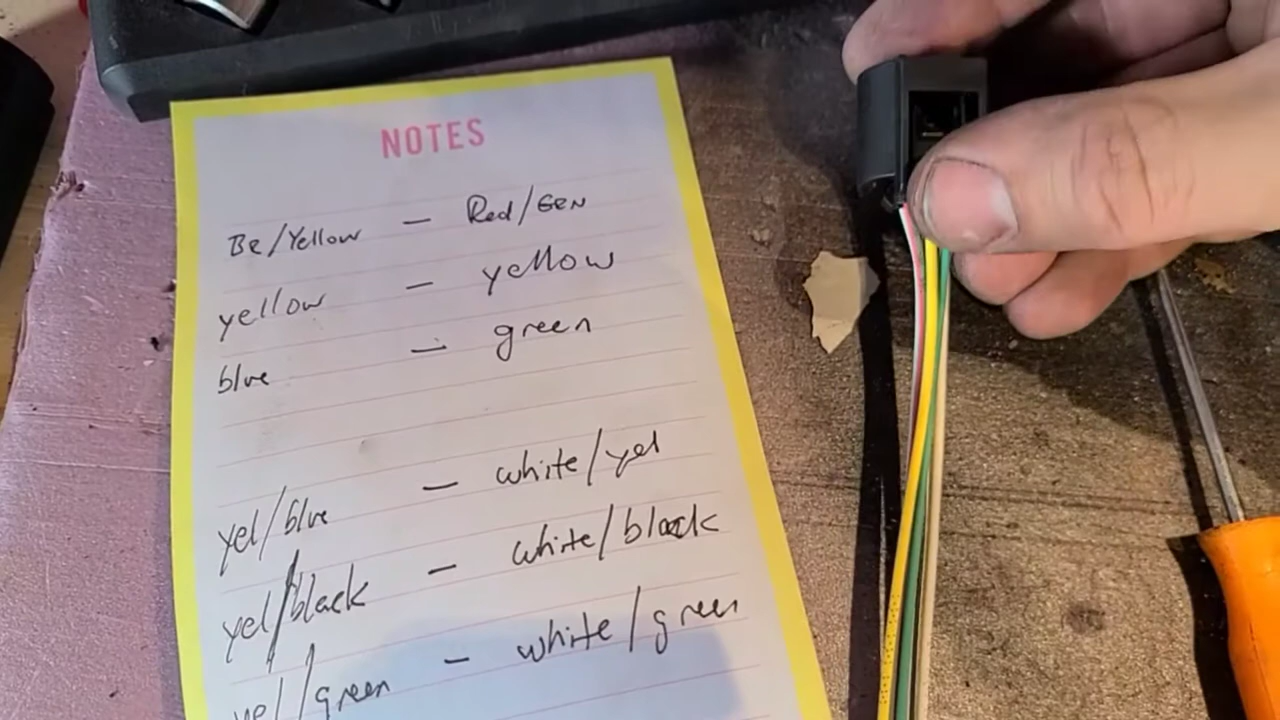 NOTES
Be/Yellow — Red/GEN
yellow — yellow
blue — green
yel/blue — white/yel
yel/black — white/black
yel/green — white/green